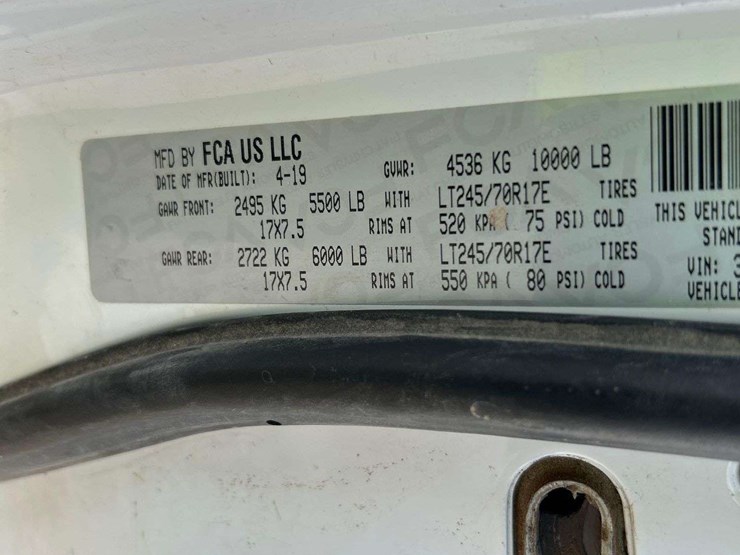 MFD BY FCA US LLC
DATE OF MFR(BUILT): 4-19 GVWR: 4536 KG 10000 LB
GAWR FRONT: 2495 KG 5500 LB WITH LT245/70R17E TIRES
17X7.5 RIMS AT 520 KPA ( 75 PSI) COLD
GAWR REAR: 2722 KG 6000 LB WITH LT245/70R17E TIRES
17X7.5 RIMS AT 550 KPA ( 80 PSI) COLD
THIS VEHICL
STAN
VIN: 3
VEHICLE